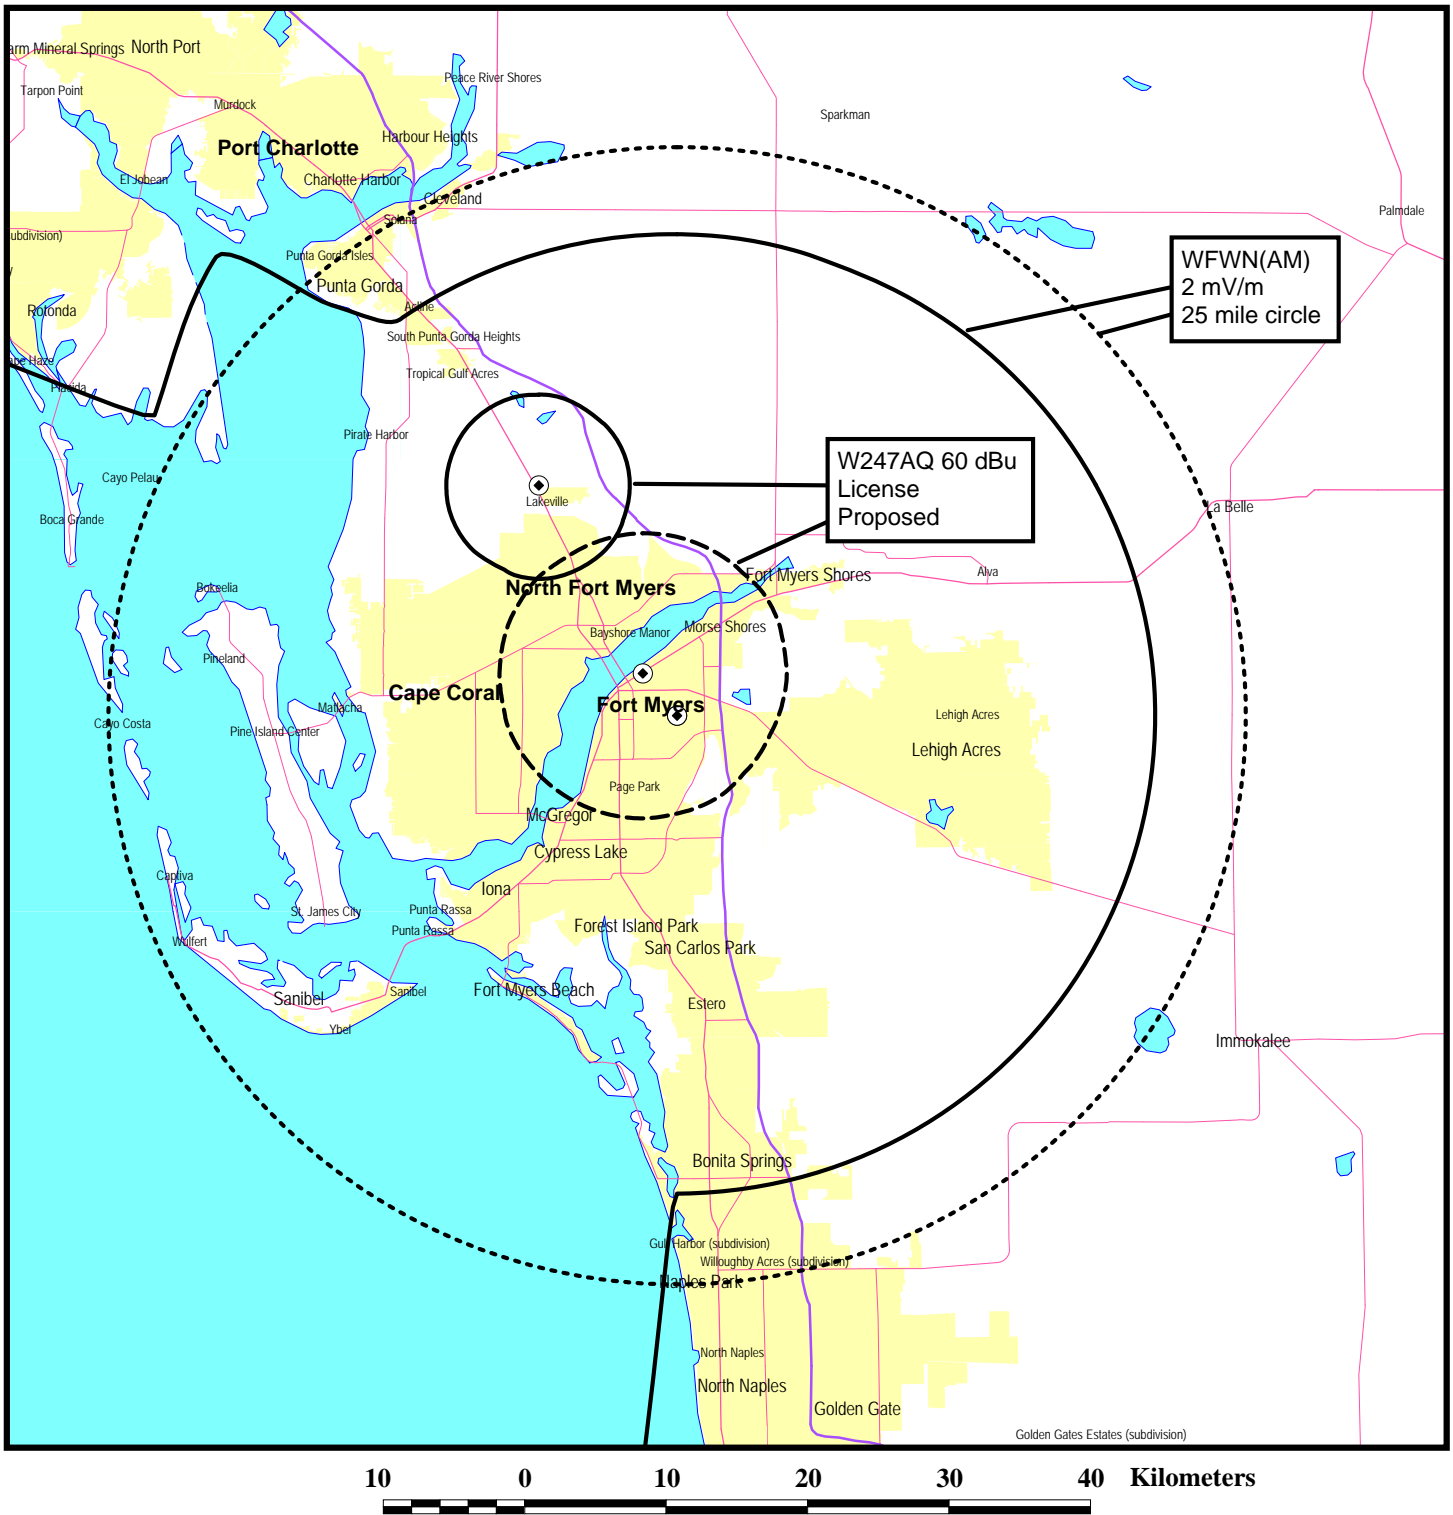 arm Mineral Springs
North Port
Peace River Shores
Tarpon Point
Murdock
Sparkman
Harbour Heights
Port Charlotte
El Jobean
Charlotte Harbor
Cleveland
Palmdale
Solana
ubdivision)
Punta Gorda Isles
Punta Gorda
WFWN(AM)
2 mV/m
25 mile circle
Rotonda
Acline
South Punta Gorda Heights
ape Haze
Tropical Gulf Acres
Placida
Pirate Harbor
Cayo Pelau
W247AQ 60 dBu
License
Proposed
Lakeville
La Belle
Boca Grande
Bokeelia
North Fort Myers
Fort Myers Shores
Alva
Bayshore Manor
Morse Shores
Pineland
Cape Coral
Fort Myers
Matlacha
Cayo Costa
Pine Island Center
Lehigh Acres
Lehigh Acres
Page Park
McGregor
Cypress Lake
Captiva
Iona
St. James City
Punta Rassa
Punta Rassa
Forest Island Park
Wulfert
San Carlos Park
Sanibel
Sanibel
Fort Myers Beach
Estero
Ybel
Immokalee
Bonita Springs
Gulf Harbor (subdivision)
Willoughby Acres (subdivision)
Naples Park
North Naples
North Naples
Golden Gate
Golden Gates Estates (subdivision)
10 0 10 20 30 40 Kilometers